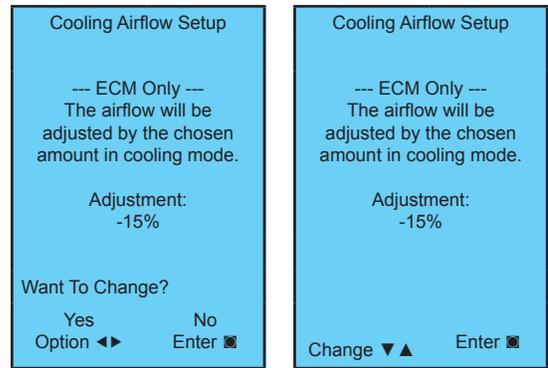 Cooling Airflow Setup
--- ECM Only ---
The airflow will be
adjusted by the chosen
amount in cooling mode.
Adjustment:
-15%
Want To Change?
Yes No
Option ◄► Enter ◙
Cooling Airflow Setup
--- ECM Only ---
The airflow will be
adjusted by the chosen
amount in cooling mode.
Adjustment:
-15%
Change ▼▲ Enter ◙